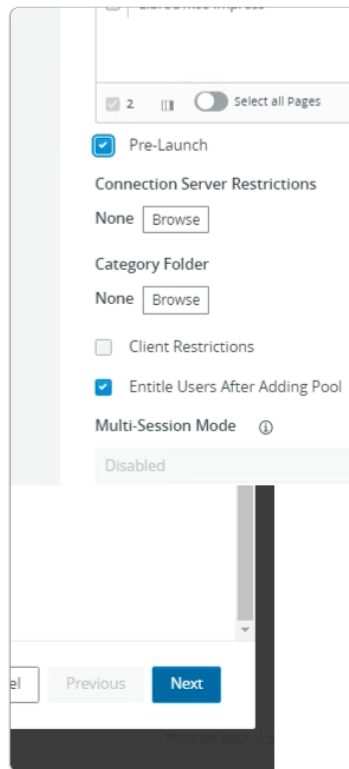 2 Select all Pages
Pre-Launch
Connection Server Restrictions
None Browse
Category Folder
None Browse
Client Restrictions
Entitle Users After Adding Pool
Multi-Session Mode
Disabled
el Previous Next